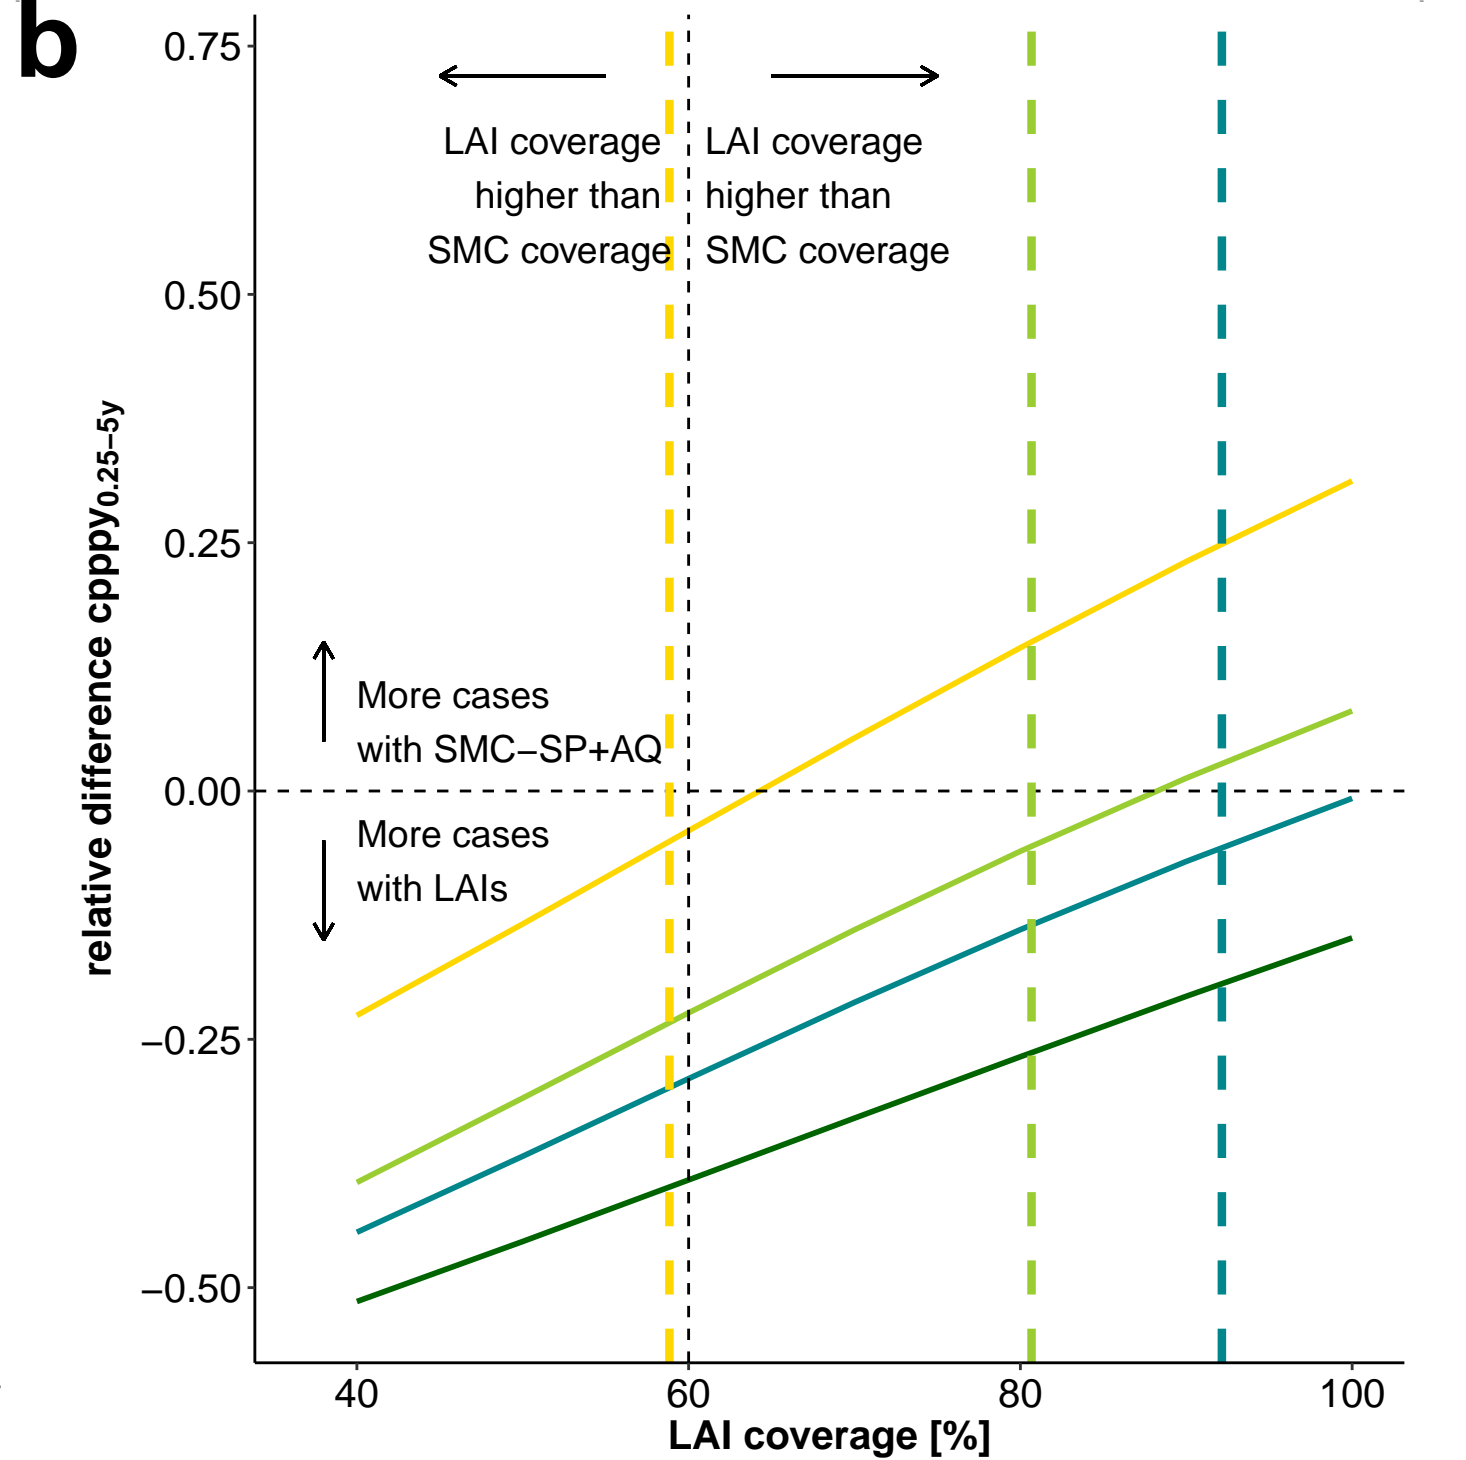 b
0.75
0.50
0.25
0.00
−0.25
−0.50
relative difference cpppy0.25−5y
LAI coverage
higher than
SMC coverage
LAI coverage
higher than
SMC coverage
More cases
with SMC−SP+AQ
More cases
with LAIs
40 60 80 100
LAI coverage [%]